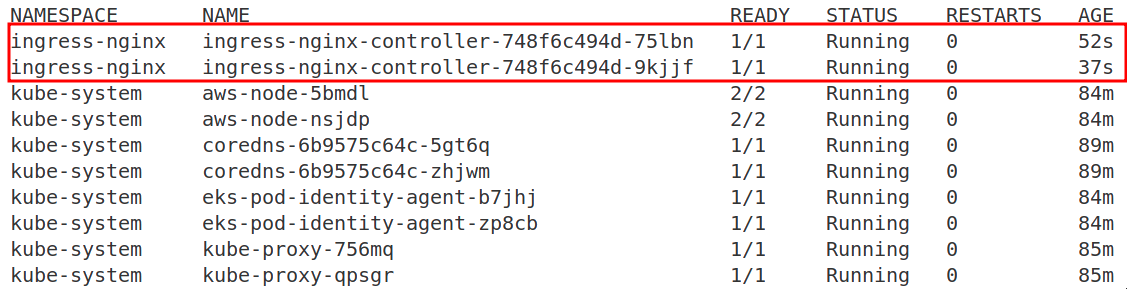 NAMESPACE NAME READY STATUS RESTARTS AGE
ingress-nginx ingress-nginx-controller-748f6c494d-75lbn 1/1 Running 0 52s
ingress-nginx ingress-nginx-controller-748f6c494d-9kjjf 1/1 Running 0 37s
kube-system aws-node-5bmdl 2/2 Running 0 84m
kube-system aws-node-nsjdp 2/2 Running 0 84m
kube-system coredns-6b9575c64c-5gt6q 1/1 Running 0 89m
kube-system coredns-6b9575c64c-zhjwm 1/1 Running 0 89m
kube-system eks-pod-identity-agent-b7jhj 1/1 Running 0 84m
kube-system eks-pod-identity-agent-zp8cb 1/1 Running 0 84m
kube-system kube-proxy-756mq 1/1 Running 0 85m
kube-system kube-proxy-qpsgr 1/1 Running 0 85m